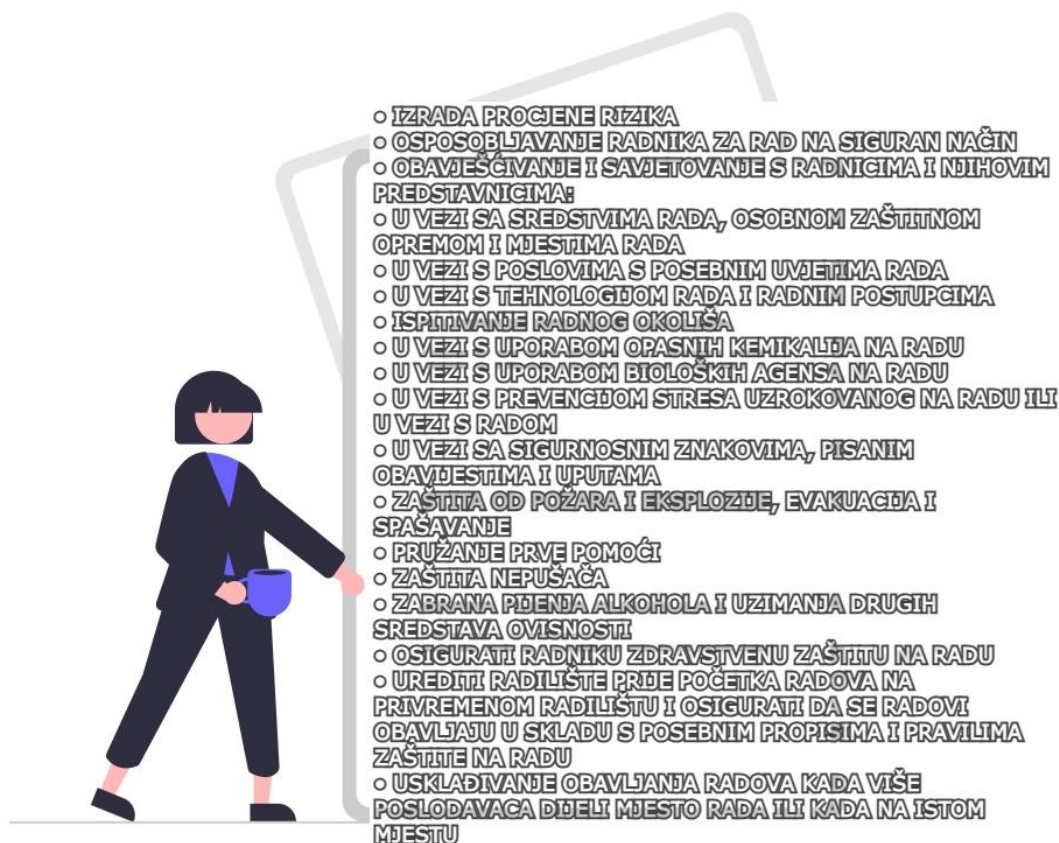 ○ IZRADA PROCJENE RIZIKA
○ OSPOSOBLJAVANJE RADNIKA ZA RAD NA SIGURAN NAČIN
○ OBAVJEŠĆIVANJE I SAVJETOVANJE S RADNICIMA I NJIHOVIM
PREDSTAVNICIMA:
○ U VEZI SA SREDSTVIMA RADA, OSOBNOM ZAŠTITNOM
OPREMOM I MJESTIMA RADA
○ U VEZI S POSLOVIMA S POSEBNIM UVJETIMA RADA
○ U VEZI S TEHNOLOGIJOM RADA I RADNIM POSTUPCIMA
○ ISPITIVANJE RADNOG OKOLIŠA
○ U VEZI S UPORABOM OPASNIH KEMIKALIJA NA RADU
○ U VEZI S UPORABOM BIOLOŠKIH AGENSA NA RADU
○ U VEZI S PREVENCIJOM STRESA UZROKOVANOG NA RADU ILI
U VEZI S RADOM
○ U VEZI SA SIGURNOSNIM ZNAKOVIMA, PISANIM
OBAVIJESTIMA I UPUTAMA
○ ZAŠTITA OD POŽARA I EKSPLOZIJE, EVAKUACIJA I
SPAŠAVANJE
○ PRUŽANJE PRVE POMOĆI
○ ZAŠTITA NEPUŠAČA
○ ZABRANA PIJENJA ALKOHOLA I UZIMANJA DRUGIH
SREDSTAVA OVISNOSTI
○ OSIGURATI RADNIKU ZDRAVSTVENU ZAŠTITU NA RADU
○ UREDITI RADILIŠTE PRIJE POČETKA RADOVA NA
PRIVREMENOM RADILIŠTU I OSIGURATI DA SE RADOVI
OBAVLJAJU U SKLADU S POSEBNIM PROPISIMA I PRAVILIMA
ZAŠTITE NA RADU
○ USKLAĐIVANJE OBAVLJANJA RADOVA KADA VIŠE
POSLODAVACA DIJELI MJESTO RADA ILI KADA NA ISTOM
MJESTU